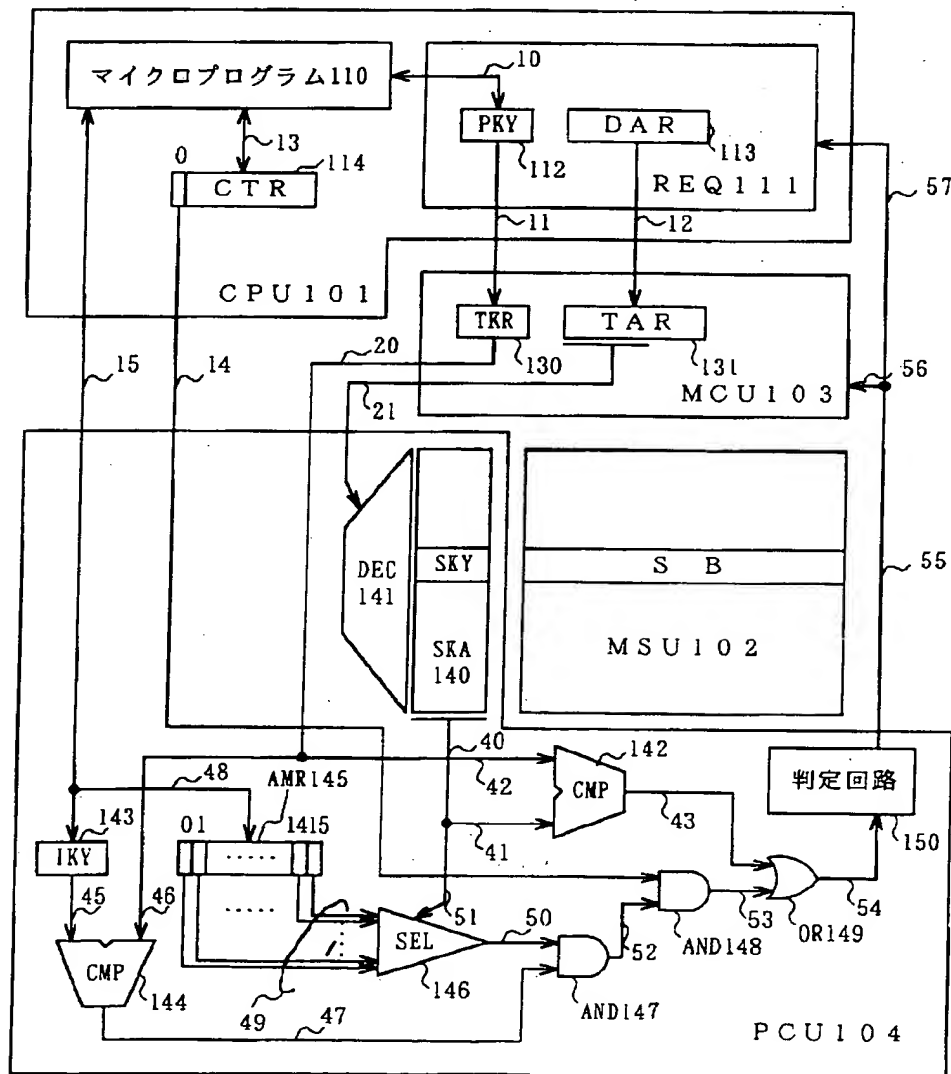 マイクロプログラム110
10
PKY
112
DAR
113
REQ111
57
13
0
114
CTR
11
12
CPU101
TKR
130
TAR
131
MCU103
56
15
14
20
21
DEC
141
SKY
SKA
140
S B
MSU102
55
40
142
48
AMR145
42
CMP
43
判定回路
150
143
IKY
01
1415
.....
41
45
46
.....
51
50
52
53
54
SEL
146
AND148
OR149
CMP
144
49
47
AND147
PCU104